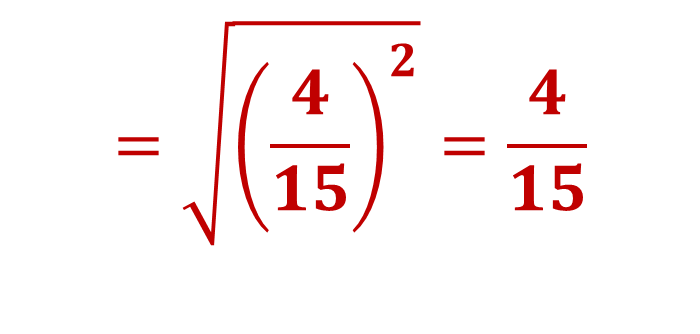 = √(4/15)² = 4/15